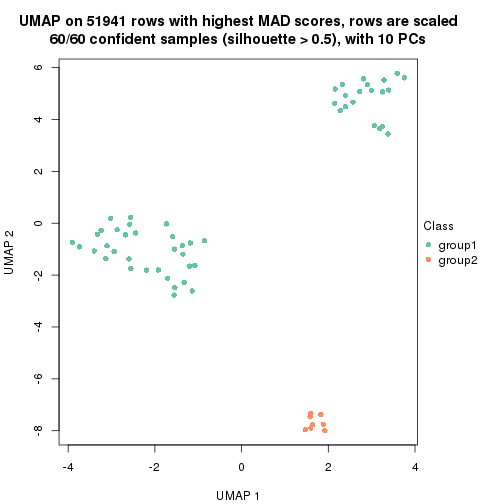 UMAP on 51941 rows with highest MAD scores, rows are scaled
60/60 confident samples (silhouette > 0.5), with 10 PCs
6
4
2
0
-2
-4
-6
-8
UMAP 2
-4
-2
0
2
4
UMAP 1
Class
group1
group2